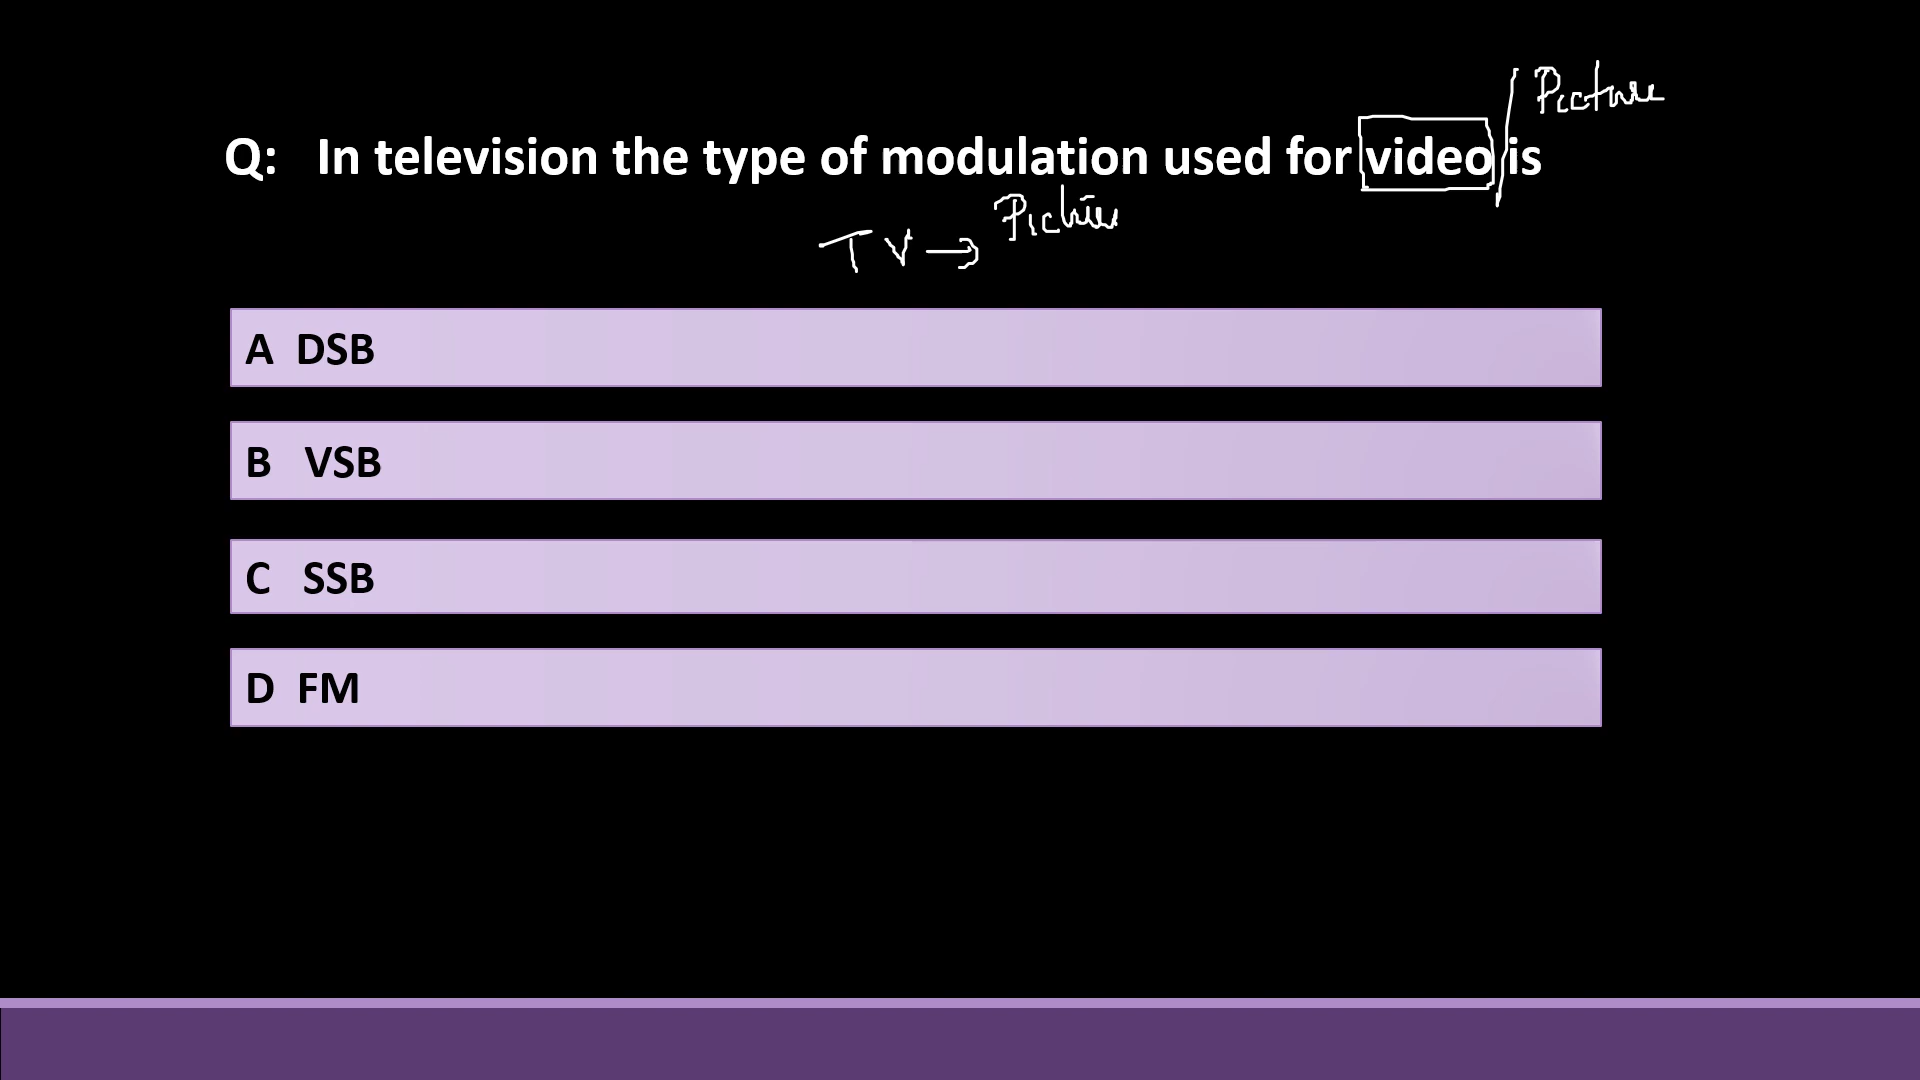 Picture
Q: In television the type of modulation used for video / is
TV → Picture
A DSB
B VSB
C SSB
D FM